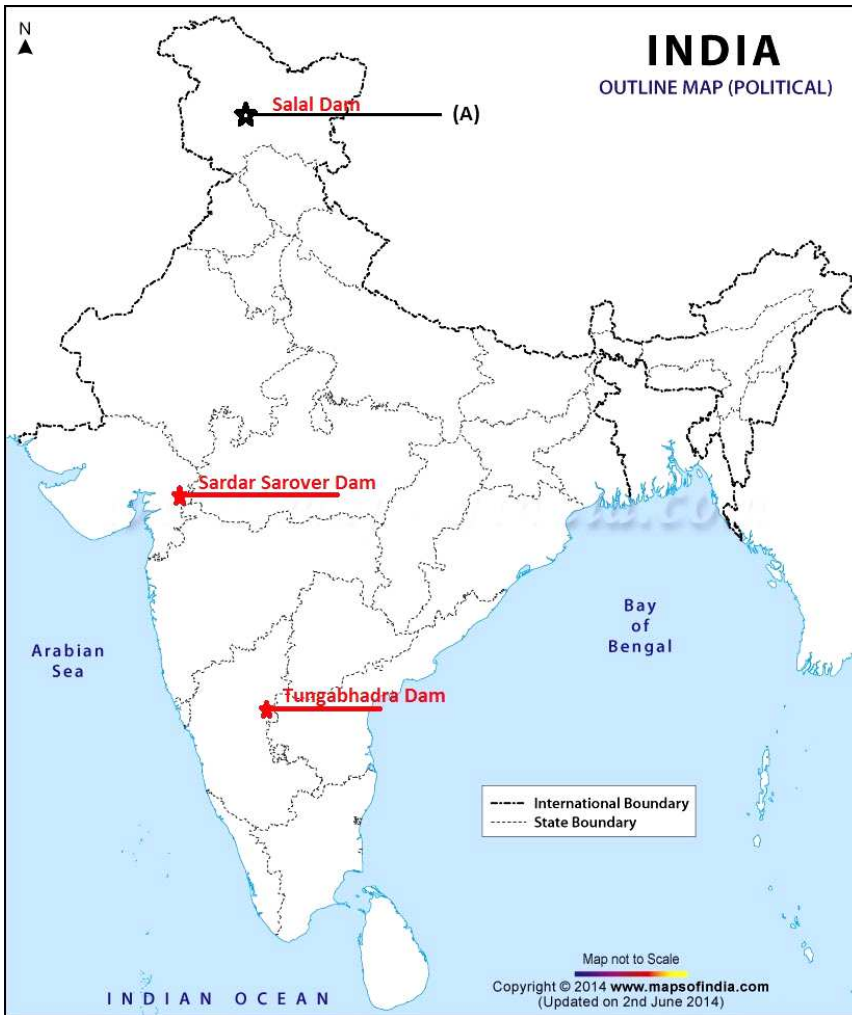 N
INDIA
OUTLINE MAP (POLITICAL)
Salal Dam
(A)
Sardar Sarover Dam
Arabian
Sea
Bay
of
Bengal
Tungabhadra Dam
International Boundary
State Boundary
Map not to Scale
Copyright © 2014 www.mapsofindia.com
(Updated on 2nd June 2014)
INDIAN OCEAN